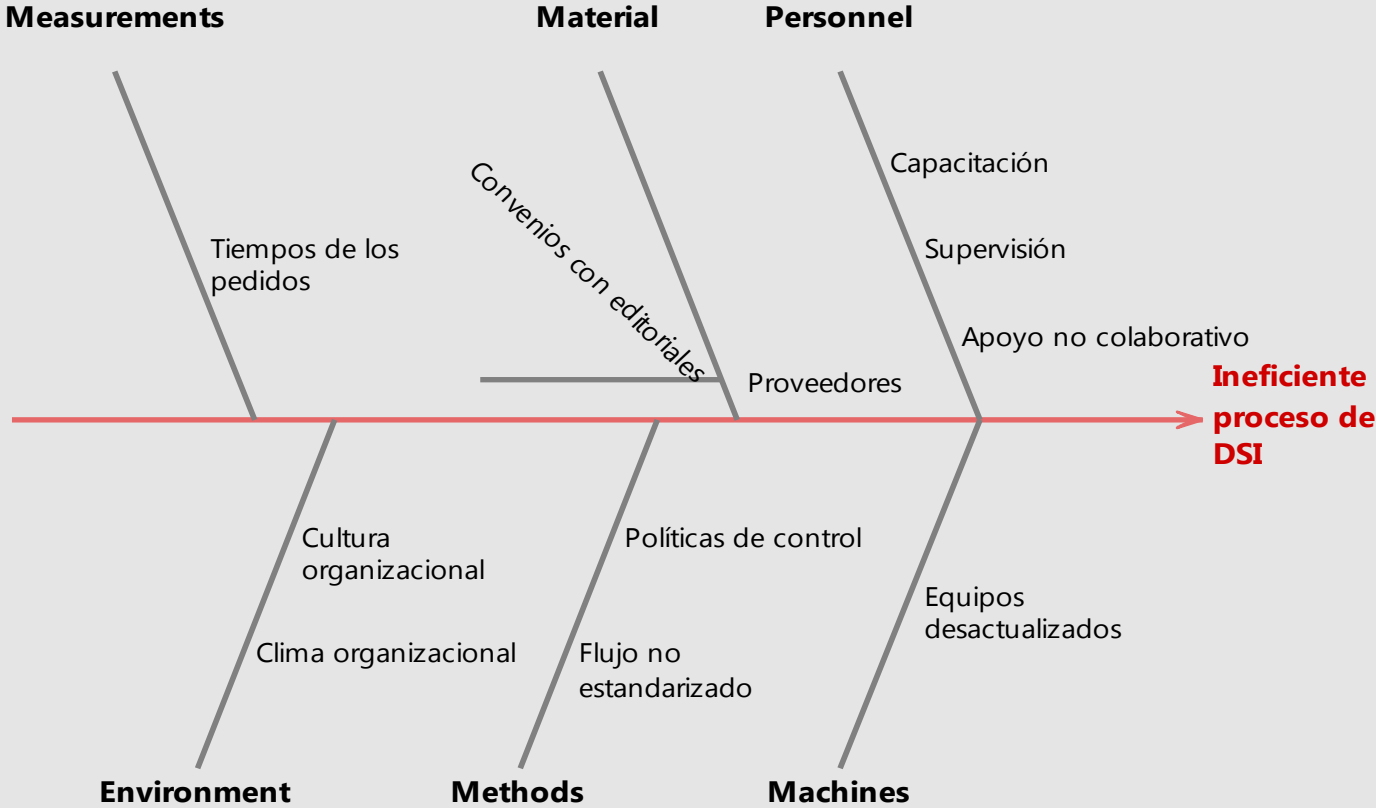 Measurements
Material
Personnel
Capacitación
Convenios con editoriales
Tiempos de los
pedidos
Supervisión
Apoyo no colaborativo
Proveedores
Ineficiente
proceso de
DSI
Cultura
organizacional
Políticas de control
Equipos
desactualizados
Clima organizacional
Flujo no
estandarizado
Environment
Methods
Machines